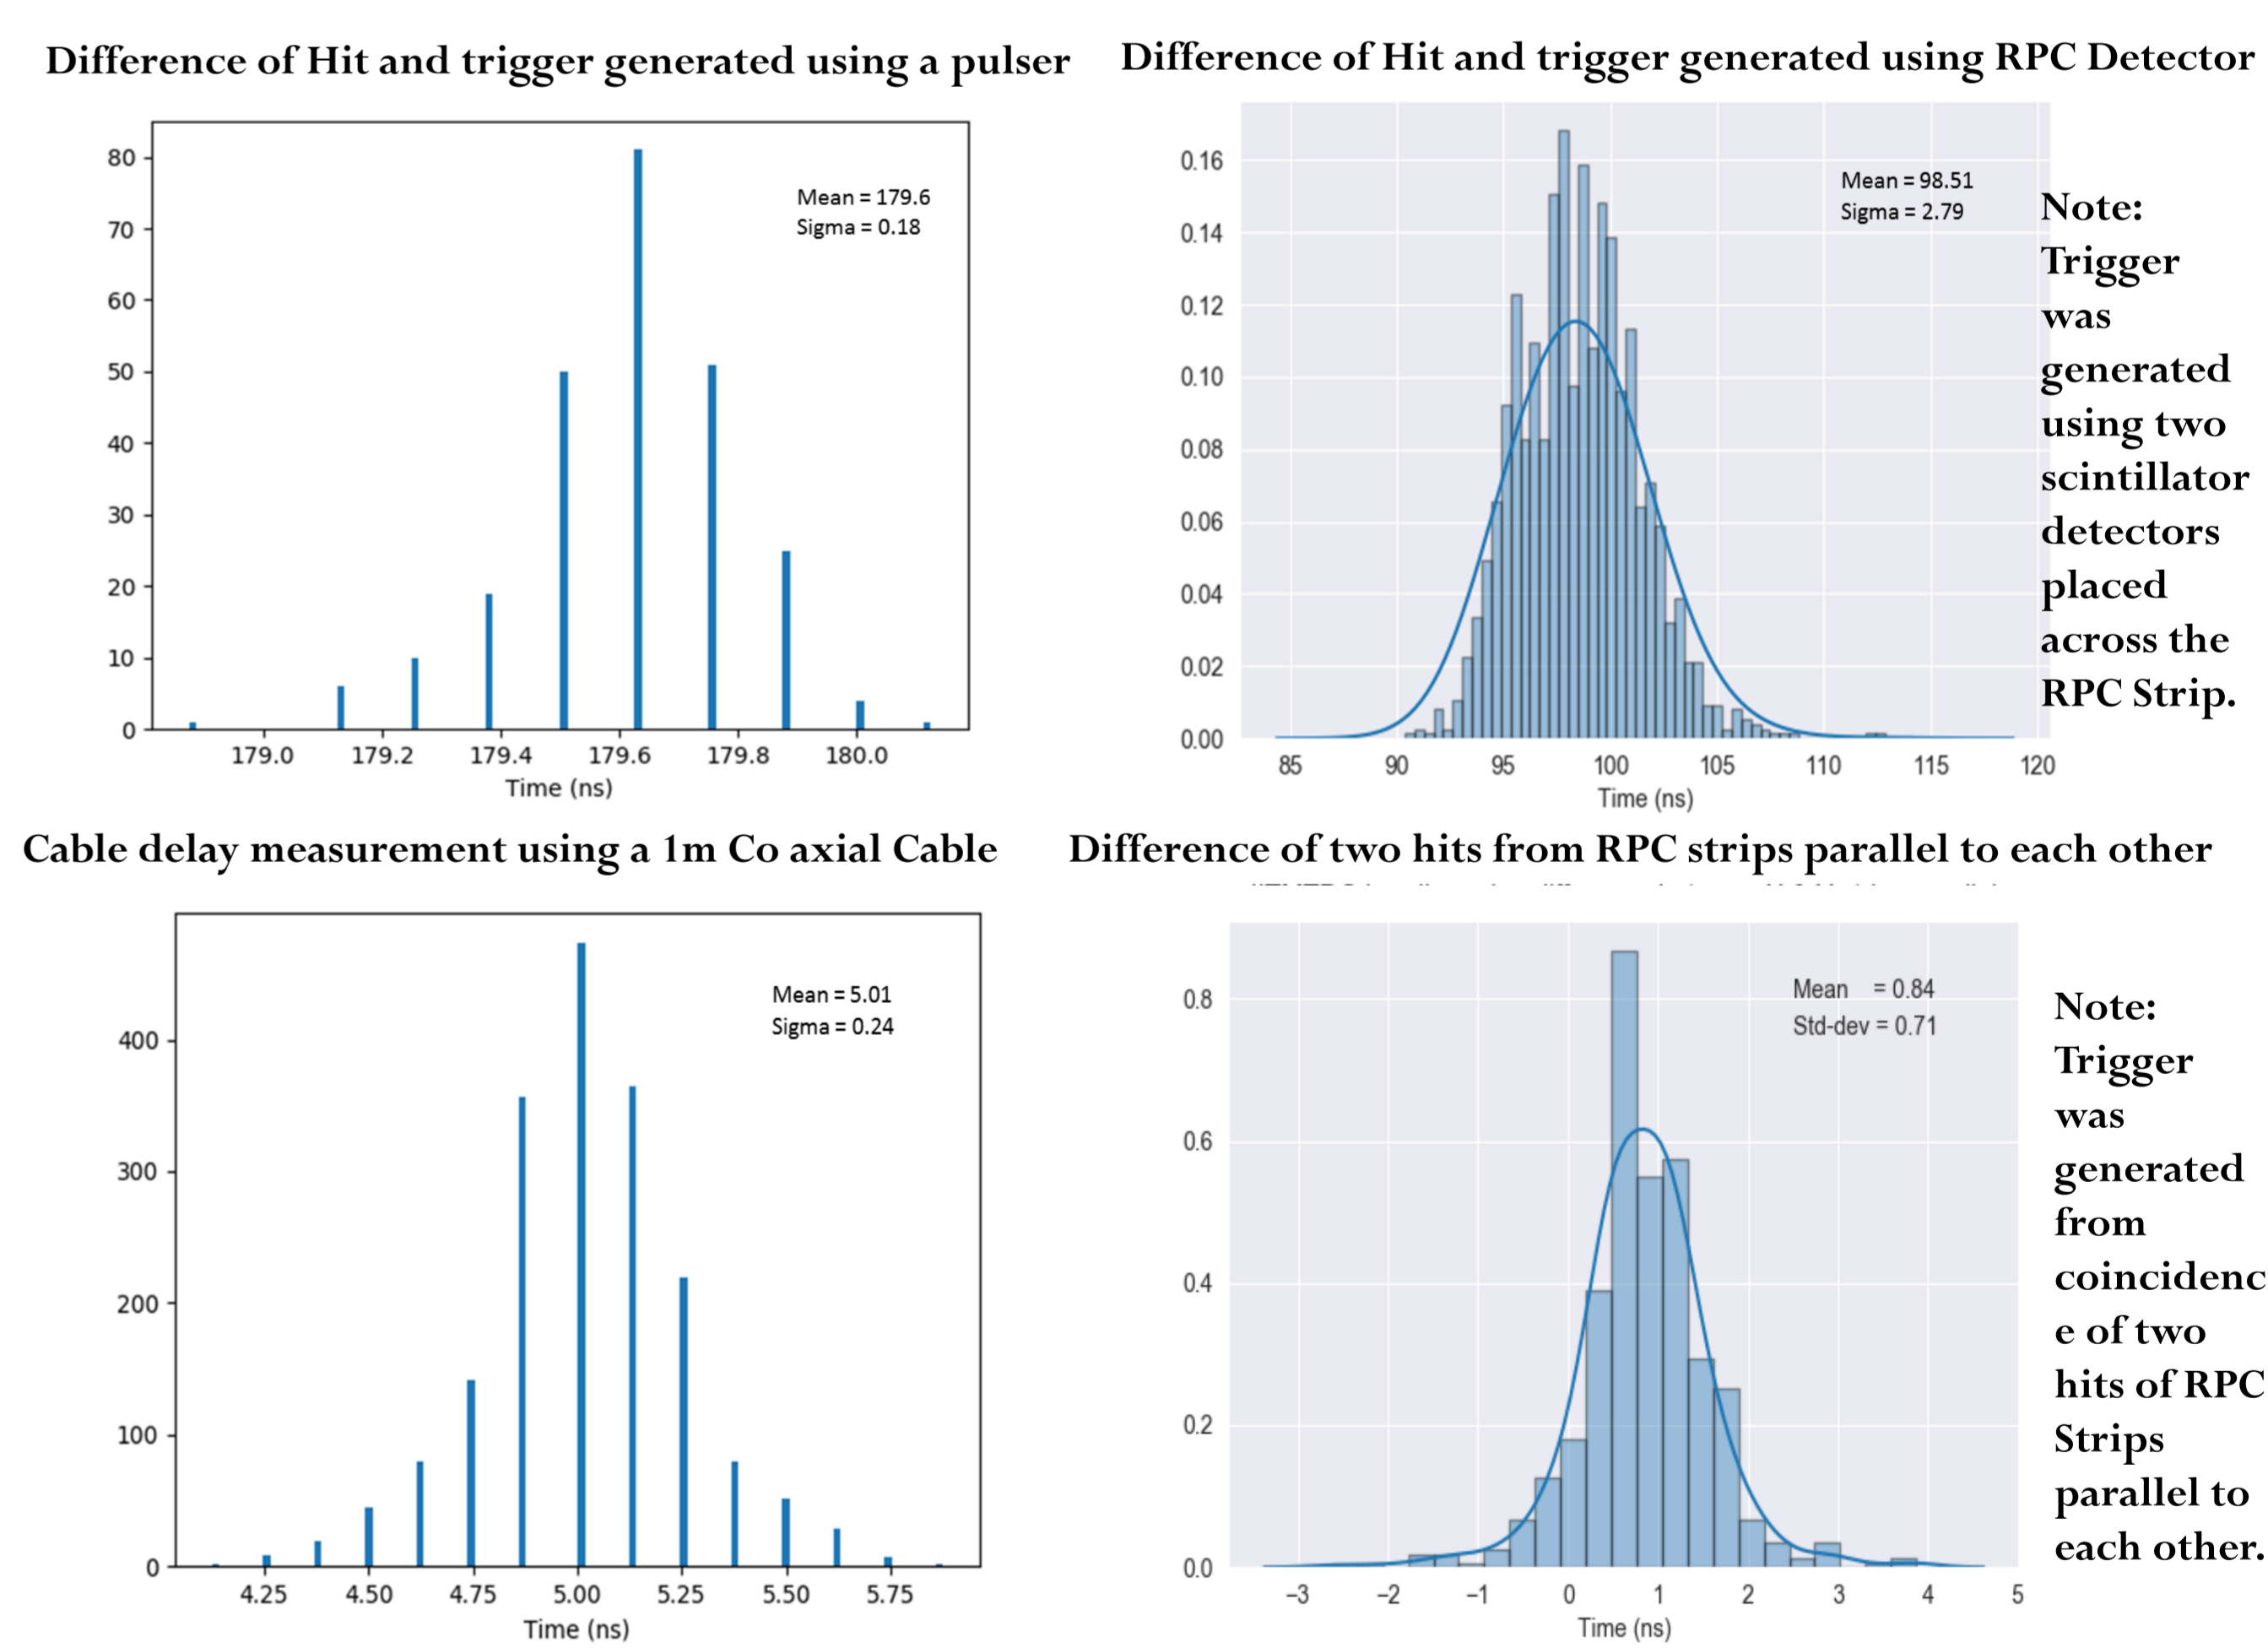 Difference of Hit and trigger generated using a pulser
80
70
60
50
40
30
20
10
0
Mean = 179.6
Sigma = 0.18
179.0 179.2 179.4 179.6 179.8 180.0
Time (ns)
Difference of Hit and trigger generated using RPC Detector
0.16
0.14
0.12
0.10
0.08
0.06
0.04
0.02
0.00
Mean = 98.51
Sigma = 2.79
85 90 95 100 105 110 115 120
Time (ns)
Note:
Trigger
was
generated
using two
scintillator
detectors
placed
across the
RPC Strip.
Cable delay measurement using a 1m Co axial Cable
400
300
200
100
0
Mean = 5.01
Sigma = 0.24
4.25 4.50 4.75 5.00 5.25 5.50 5.75
Time (ns)
Difference of two hits from RPC strips parallel to each other
0.8
0.6
0.4
0.2
0.0
Mean = 0.84
Std-dev = 0.71
−3 −2 −1 0 1 2 3 4 5
Time (ns)
Note:
Trigger
was
generated
from
coincidenc
e of two
hits of RPC
Strips
parallel to
each other.